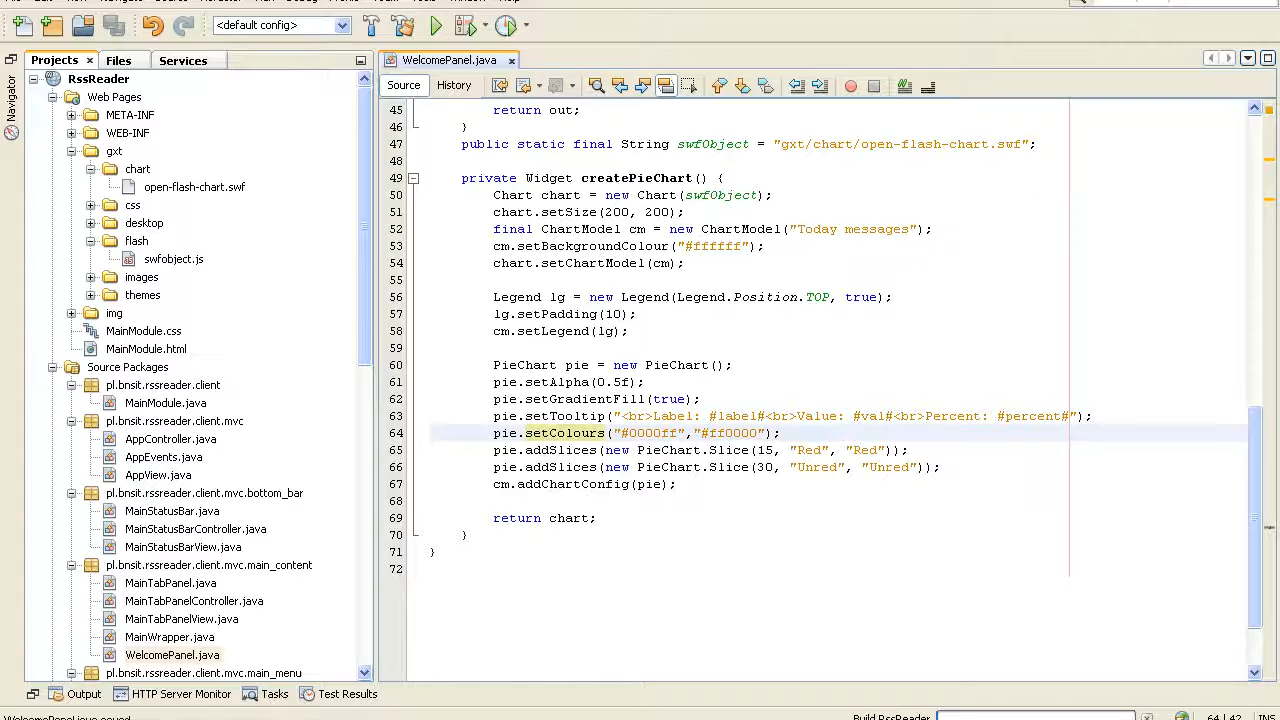 <default config>
Projects
Files
Services
WelcomePanel.java
Source
History
Navigator
RssReader
Web Pages
META-INF
WEB-INF
gxt
chart
open-flash-chart.swf
css
desktop
flash
swfobject.js
images
themes
img
MainModule.css
MainModule.html
Source Packages
pl.bnsit.rssreader.client
MainModule.java
pl.bnsit.rssreader.client.mvc
AppController.java
AppEvents.java
AppView.java
pl.bnsit.rssreader.client.mvc.bottom_bar
MainStatusBar.java
MainStatusBarController.java
MainStatusBarView.java
pl.bnsit.rssreader.client.mvc.main_content
MainTabPanel.java
MainTabPanelController.java
MainTabPanelView.java
MainWrapper.java
WelcomePanel.java
pl.bnsit.rssreader.client.mvc.main_menu
45 return out;
46 }
47 public static final String swfObject = "gxt/chart/open-flash-chart.swf";
48
49 private Widget createPieChart() {
50 Chart chart = new Chart(swfObject);
51 chart.setSize(200, 200);
52 final ChartModel cm = new ChartModel("Today messages");
53 cm.setBackgroundColour("#ffffff");
54 chart.setChartModel(cm);
55
56 Legend lg = new Legend(Legend.Position.TOP, true);
57 lg.setPadding(10);
58 cm.setLegend(lg);
59
60 PieChart pie = new PieChart();
61 pie.setAlpha(0.5f);
62 pie.setGradientFill(true);
63 pie.setTooltip("<br>Label: #label#<br>Value: #val#<br>Percent: #percent#");
64 pie.setColours("#0000ff","#ff0000");
65 pie.addSlices(new PieChart.Slice(15, "Red", "Red"));
66 pie.addSlices(new PieChart.Slice(30, "Unred", "Unred"));
67 cm.addChartConfig(pie);
68
69 return chart;
70 }
71 }
72
Output
HTTP Server Monitor
Tasks
Test Results
WelcomePanel.java saved.
Build RssReader
64 | 42
INS